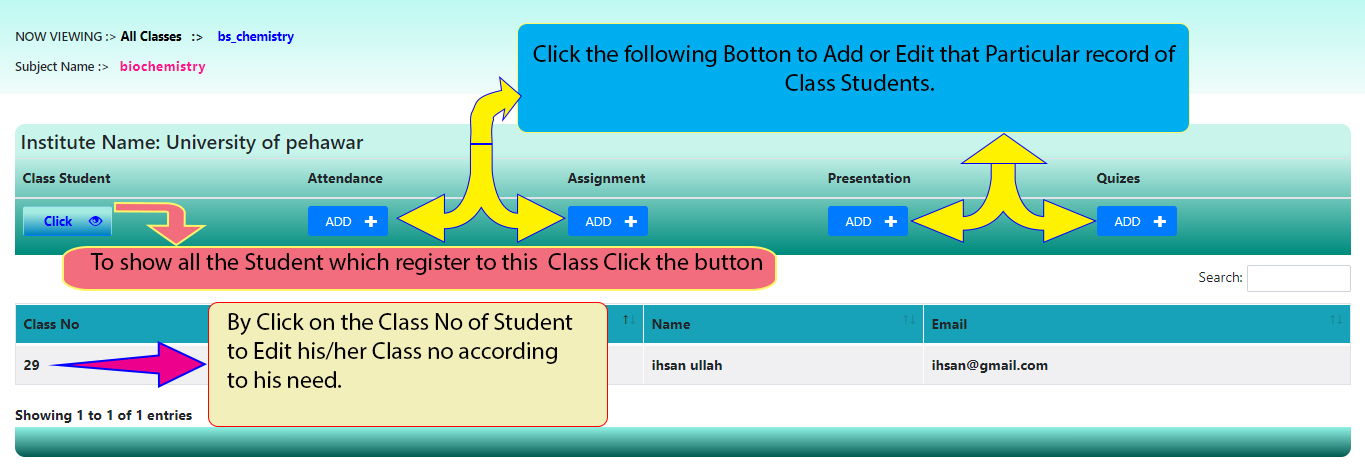 NOW VIEWING :> All Classes :> bs_chemistry
Subject Name :> biochemistry
Click the following Botton to Add or Edit that Particular record of
Class Students.
Institute Name: University of pehawar
Class Student Attendance Assignment Presentation Quizes
Click ADD ADD ADD ADD
To show all the Student which register to this Class Click the button
Search:
Class No Name Email
By Click on the Class No of Student
to Edit his/her Class no according
to his need.
29 ihsan ullah ihsan@gmail.com
Showing 1 to 1 of 1 entries